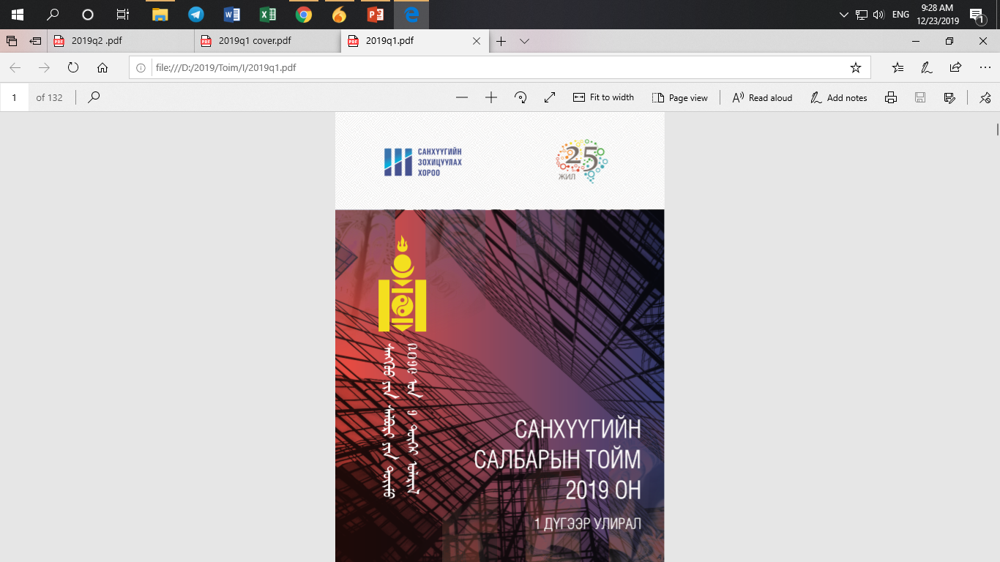 ENG
9:28 AM
12/23/2019
1
2019q2 .pdf
2019q1 cover.pdf
2019q1.pdf
file:///D:/2019/Toim/I/2019q1.pdf
1 of 132
Fit to width
Page view
Read aloud
Add notes
САНХҮҮГИЙН
ЗОХИЦУУЛАХ
ХОРОО
25
ЖИЛ
САНХҮҮГИЙН
САЛБАРЫН ТОЙМ
2019 ОН
1 ДҮГЭЭР УЛИРАЛ